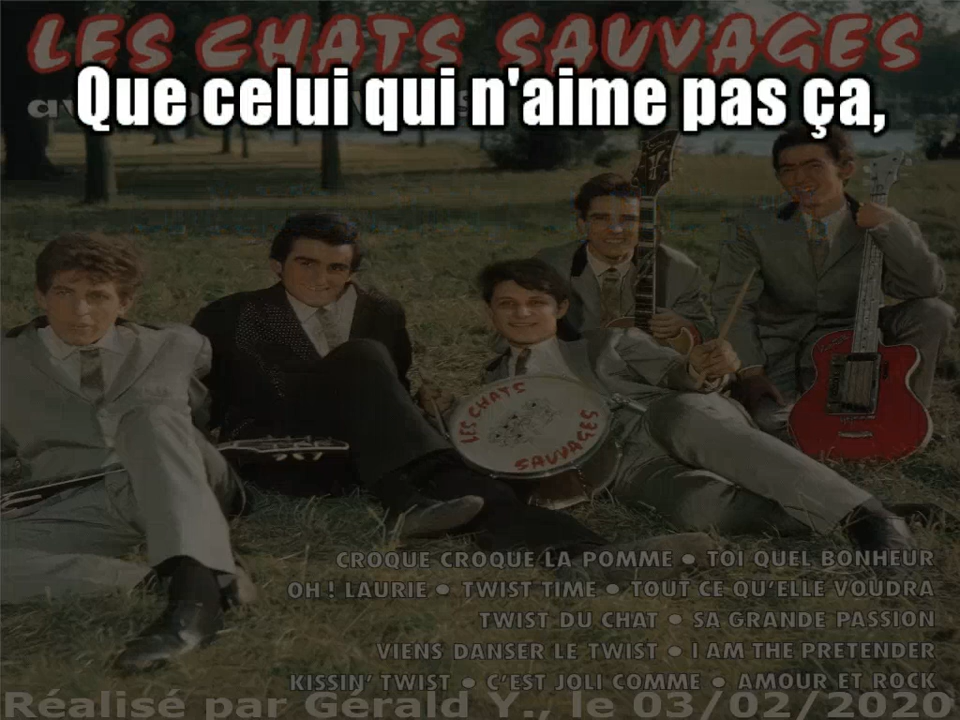 LES CHATS SAUVAGES
Que celui qui n'aime pas ça,
LES CHATS
SAUVAGES
CROQUE CROQUE LA POMME • TOI QUEL BONHEUR
OH ! LAURIE • TWIST TIME • TOUT CE QU'ELLE VOUDRA
TWIST DU CHAT • SA GRANDE PASSION
VIENS DANSER LE TWIST • I AM THE PRETENDER
KISSIN' TWIST • C'EST JOLI COMME • AMOUR ET ROCK
Réalisé par Gérald Y., le 03/02/2020